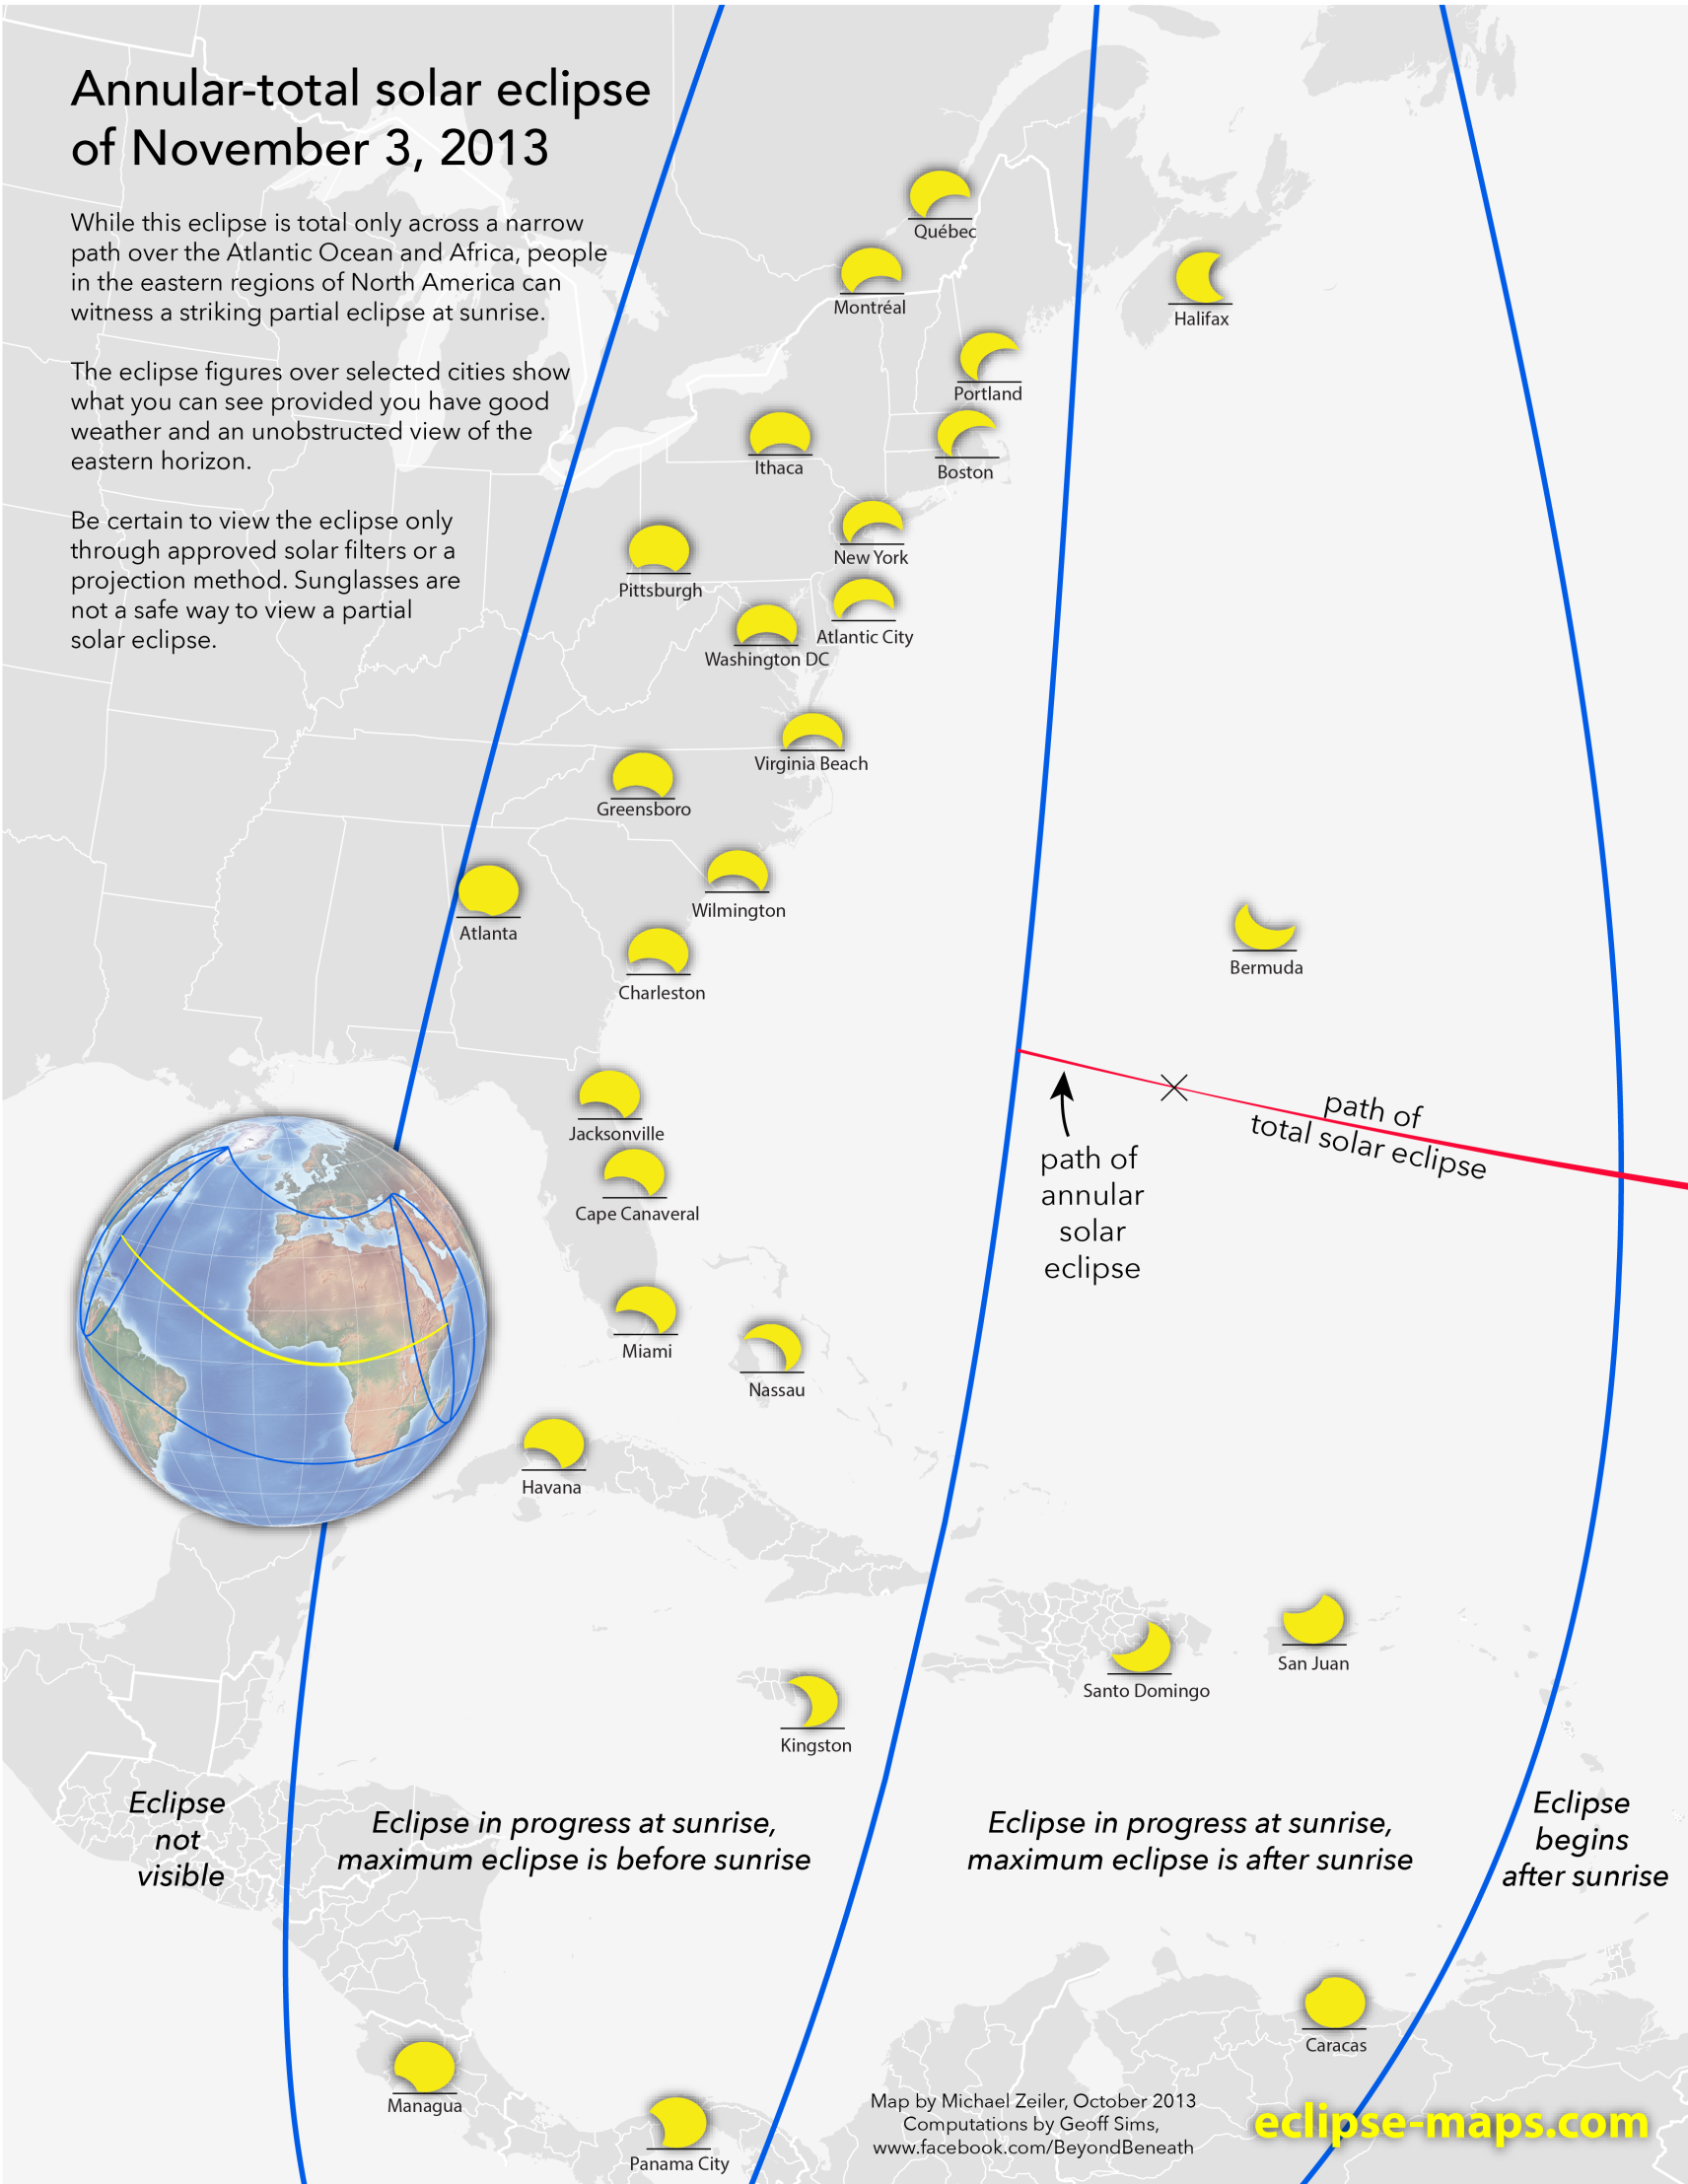 Annular-total solar eclipse
of November 3, 2013
While this eclipse is total only across a narrow
path over the Atlantic Ocean and Africa, people
in the eastern regions of North America can
witness a striking partial eclipse at sunrise.
The eclipse figures over selected cities show
what you can see provided you have good
weather and an unobstructed view of the
eastern horizon.
Be certain to view the eclipse only
through approved solar filters or a
projection method. Sunglasses are
not a safe way to view a partial
solar eclipse.
Québec
Montréal
Halifax
Portland
Ithaca
Boston
New York
Pittsburgh
Atlantic City
Washington DC
Virginia Beach
Greensboro
Wilmington
Atlanta
Bermuda
Charleston
path of
total solar eclipse
Jacksonville
path of
annular
solar
eclipse
Cape Canaveral
Miami
Nassau
Havana
San Juan
Santo Domingo
Kingston
Eclipse
not
visible
Eclipse in progress at sunrise,
maximum eclipse is before sunrise
Eclipse in progress at sunrise,
maximum eclipse is after sunrise
Eclipse
begins
after sunrise
Caracas
Managua
Panama City
Map by Michael Zeiler, October 2013
Computations by Geoff Sims,
www.facebook.com/BeyondBeneath
eclipse-maps.com